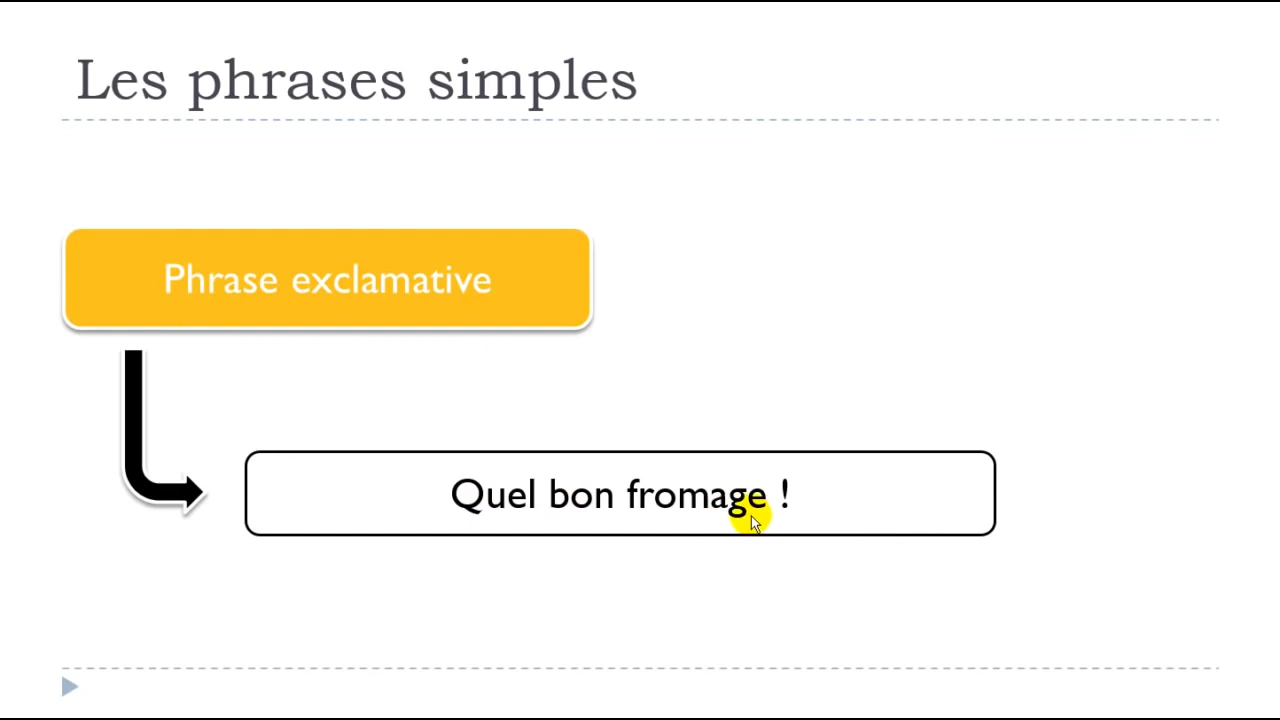 Les phrases simples
Phrase exclamative
Quel bon fromage !